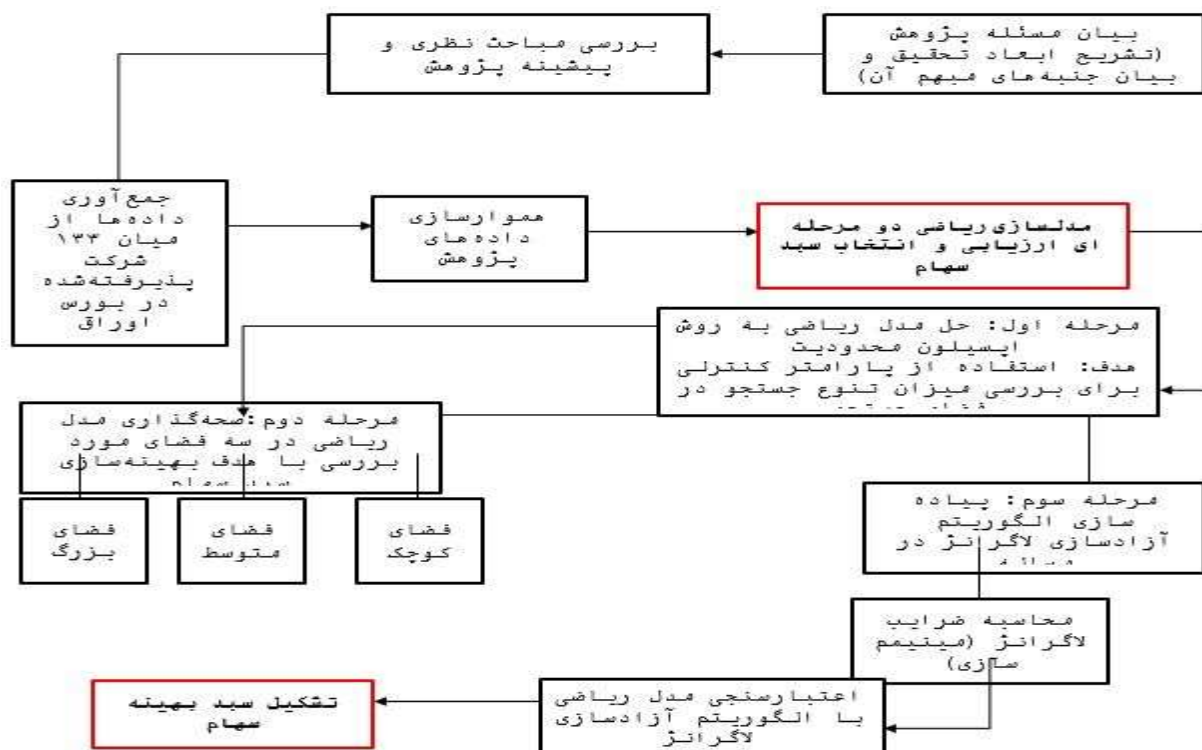 بیان مسئله پژوهش
(تشریح ابعاد تحقیق و
بیان جنبه‌های مبهم آن)
بررسی مباحث نظری و
پیشینه پژوهش
جمع‌آوری
داده‌ها از
میان ۱۳۳
شرکت
پذیرفته‌شده
در بورس
اوراق
هموارسازی
داده‌های
پژوهش
مدلسازی ریاضی دو مرحله
ای ارزیابی و انتخاب سبد
سهام
مرحله اول: حل مدل ریاضی به روش
اپسیلون محدودیت
هدف: استفاده از پارامتر کنترلی
برای بررسی میزان تنوع جستجو در
مرحله دوم:صحه‌گذاری مدل
ریاضی در سه فضای مورد
بررسی با هدف بهینه‌سازی
سبد سهام
فضای
کوچک
فضای
متوسط
فضای
بزرگ
مرحله سوم: پیاده
سازی الگوریتم
آزادسازی لاگرانژ در
محاسبه ضرایب
لاگرانژ (مینیمم
سازی)
اعتبارسنجی مدل ریاضی
با الگوریتم آزادسازی
لاگرانژ
تشکیل سبد بهینه
سهام